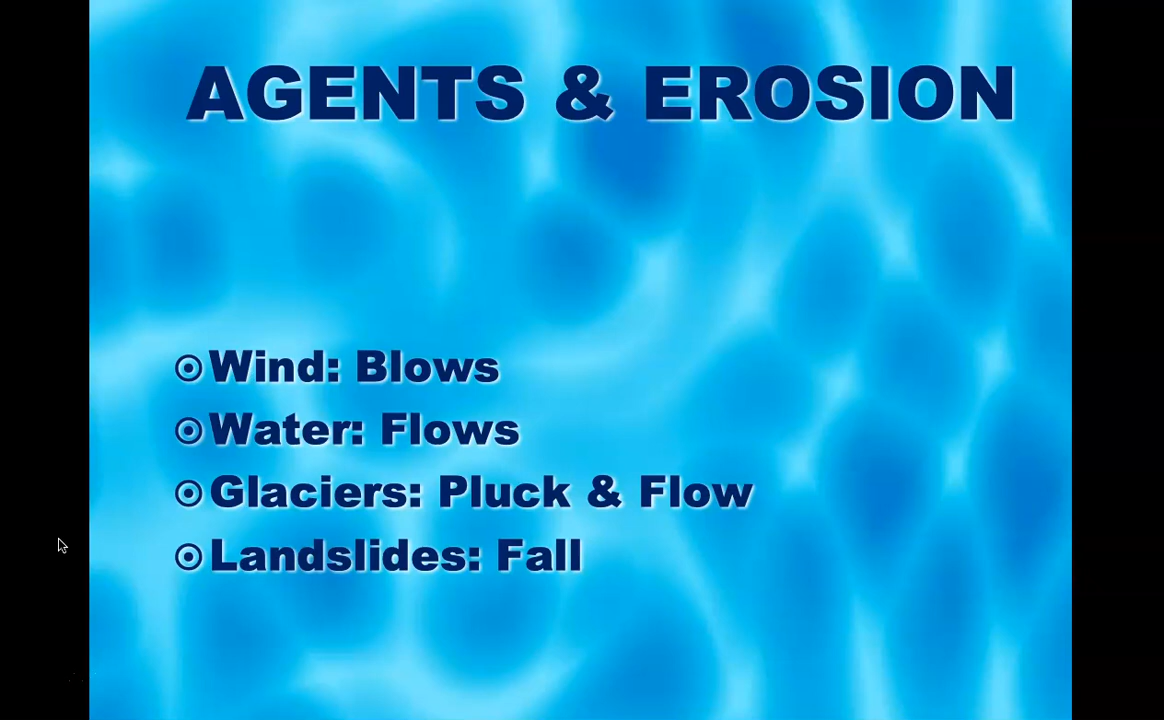 AGENTS & EROSION
Wind: Blows
Water: Flows
Glaciers: Pluck & Flow
Landslides: Fall